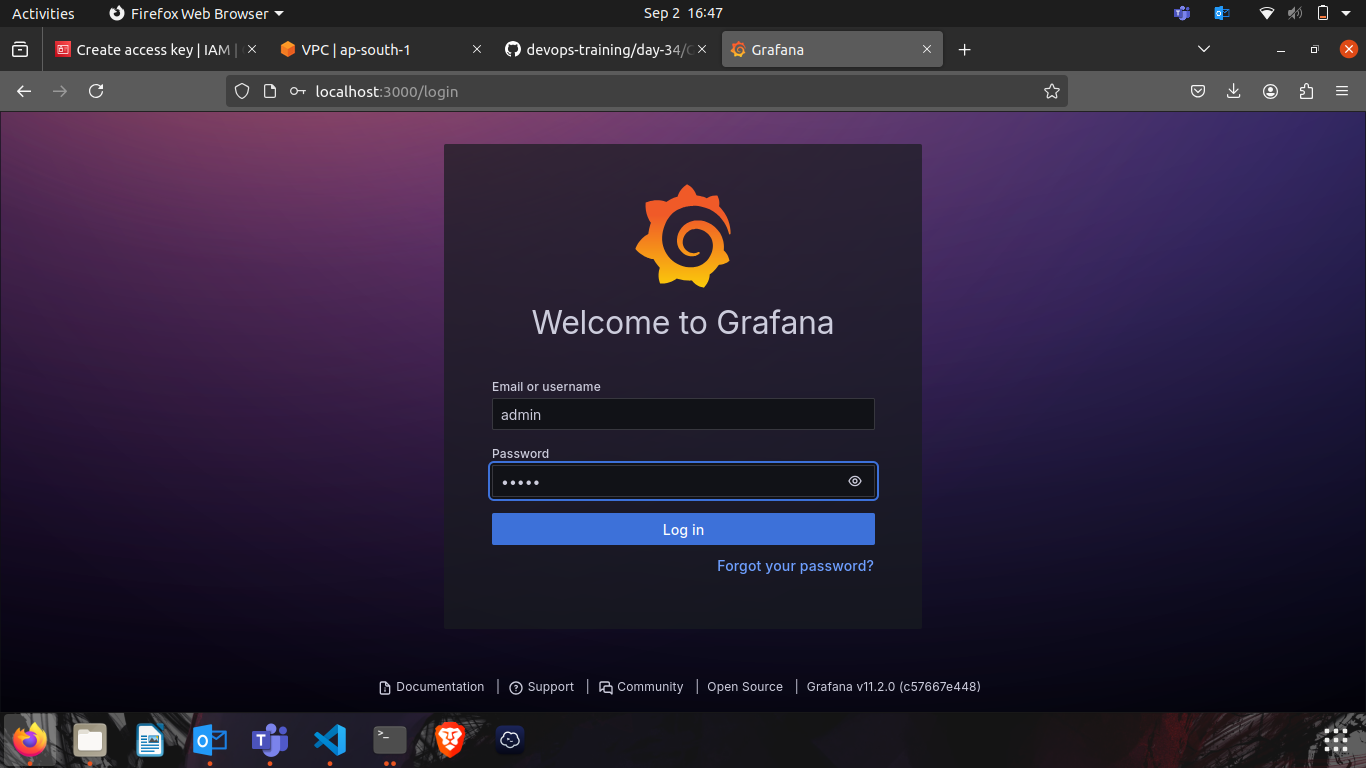 Activities
Firefox Web Browser
Sep 2 16:47
Create access key | IAM |
VPC | ap-south-1
devops-training/day-34/
Grafana
localhost:3000/login
Welcome to Grafana
Email or username
admin
Password
•••••
Log in
Forgot your password?
Documentation | Support | Community | Open Source | Grafana v11.2.0 (c57667e448)